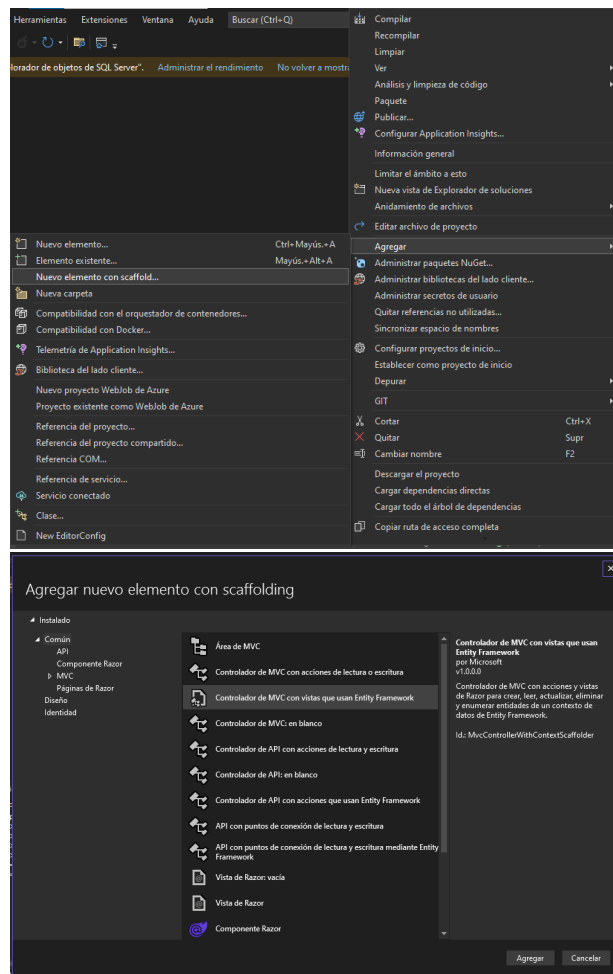 Herramientas Extensiones Ventana Ayuda Buscar (Ctrl+Q)
lorador de objetos de SQL Server". Administrar el rendimiento No volver a mostra
Compilar
Recompilar
Limpiar
Ver
Análisis y limpieza de código
Paquete
Publicar...
Configurar Application Insights...
Información general
Limitar el ámbito a esto
Nueva vista de Explorador de soluciones
Anidamiento de archivos
Editar archivo de proyecto
Agregar
Administrar paquetes NuGet...
Administrar bibliotecas del lado cliente...
Administrar secretos de usuario
Quitar referencias no utilizadas...
Sincronizar espacio de nombres
Configurar proyectos de inicio...
Establecer como proyecto de inicio
Depurar
GIT
Cortar Ctrl+X
Quitar Supr
Cambiar nombre F2
Descargar el proyecto
Cargar dependencias directas
Cargar todo el árbol de dependencias
Copiar ruta de acceso completa
Nuevo elemento... Ctrl+Mayús.+A
Elemento existente... Mayús.+Alt+A
Nuevo elemento con scaffold...
Nueva carpeta
Compatibilidad con el orquestador de contenedores...
Compatibilidad con Docker...
Telemetría de Application Insights...
Biblioteca del lado cliente...
Nuevo proyecto WebJob de Azure
Proyecto existente como WebJob de Azure
Referencia del proyecto...
Referencia del proyecto compartido...
Referencia COM...
Referencia de servicio...
Servicio conectado
Clase...
New EditorConfig
Agregar nuevo elemento con scaffolding
Instalado
Común
API
Componente Razor
MVC
Páginas de Razor
Diseño
Identidad
Área de MVC
Controlador de MVC con acciones de lectura o escritura
Controlador de MVC con vistas que usan Entity Framework
Controlador de MVC: en blanco
Controlador de API con acciones de lectura y escritura
Controlador de API: en blanco
Controlador de API con acciones que usan Entity Framework
API con puntos de conexión de lectura y escritura
API con puntos de conexión de lectura y escritura mediante Entity
Framework
Vista de Razor: vacía
Vista de Razor
Componente Razor
Controlador de MVC con vistas que usan
Entity Framework
por Microsoft
v1.0.0.0
Controlador de MVC con acciones y vistas
de Razor para crear, leer, actualizar, eliminar
y enumerar entidades de un contexto de
datos de Entity Framework.
Id.: MvcControllerWithContextScaffolder
Agregar Cancelar